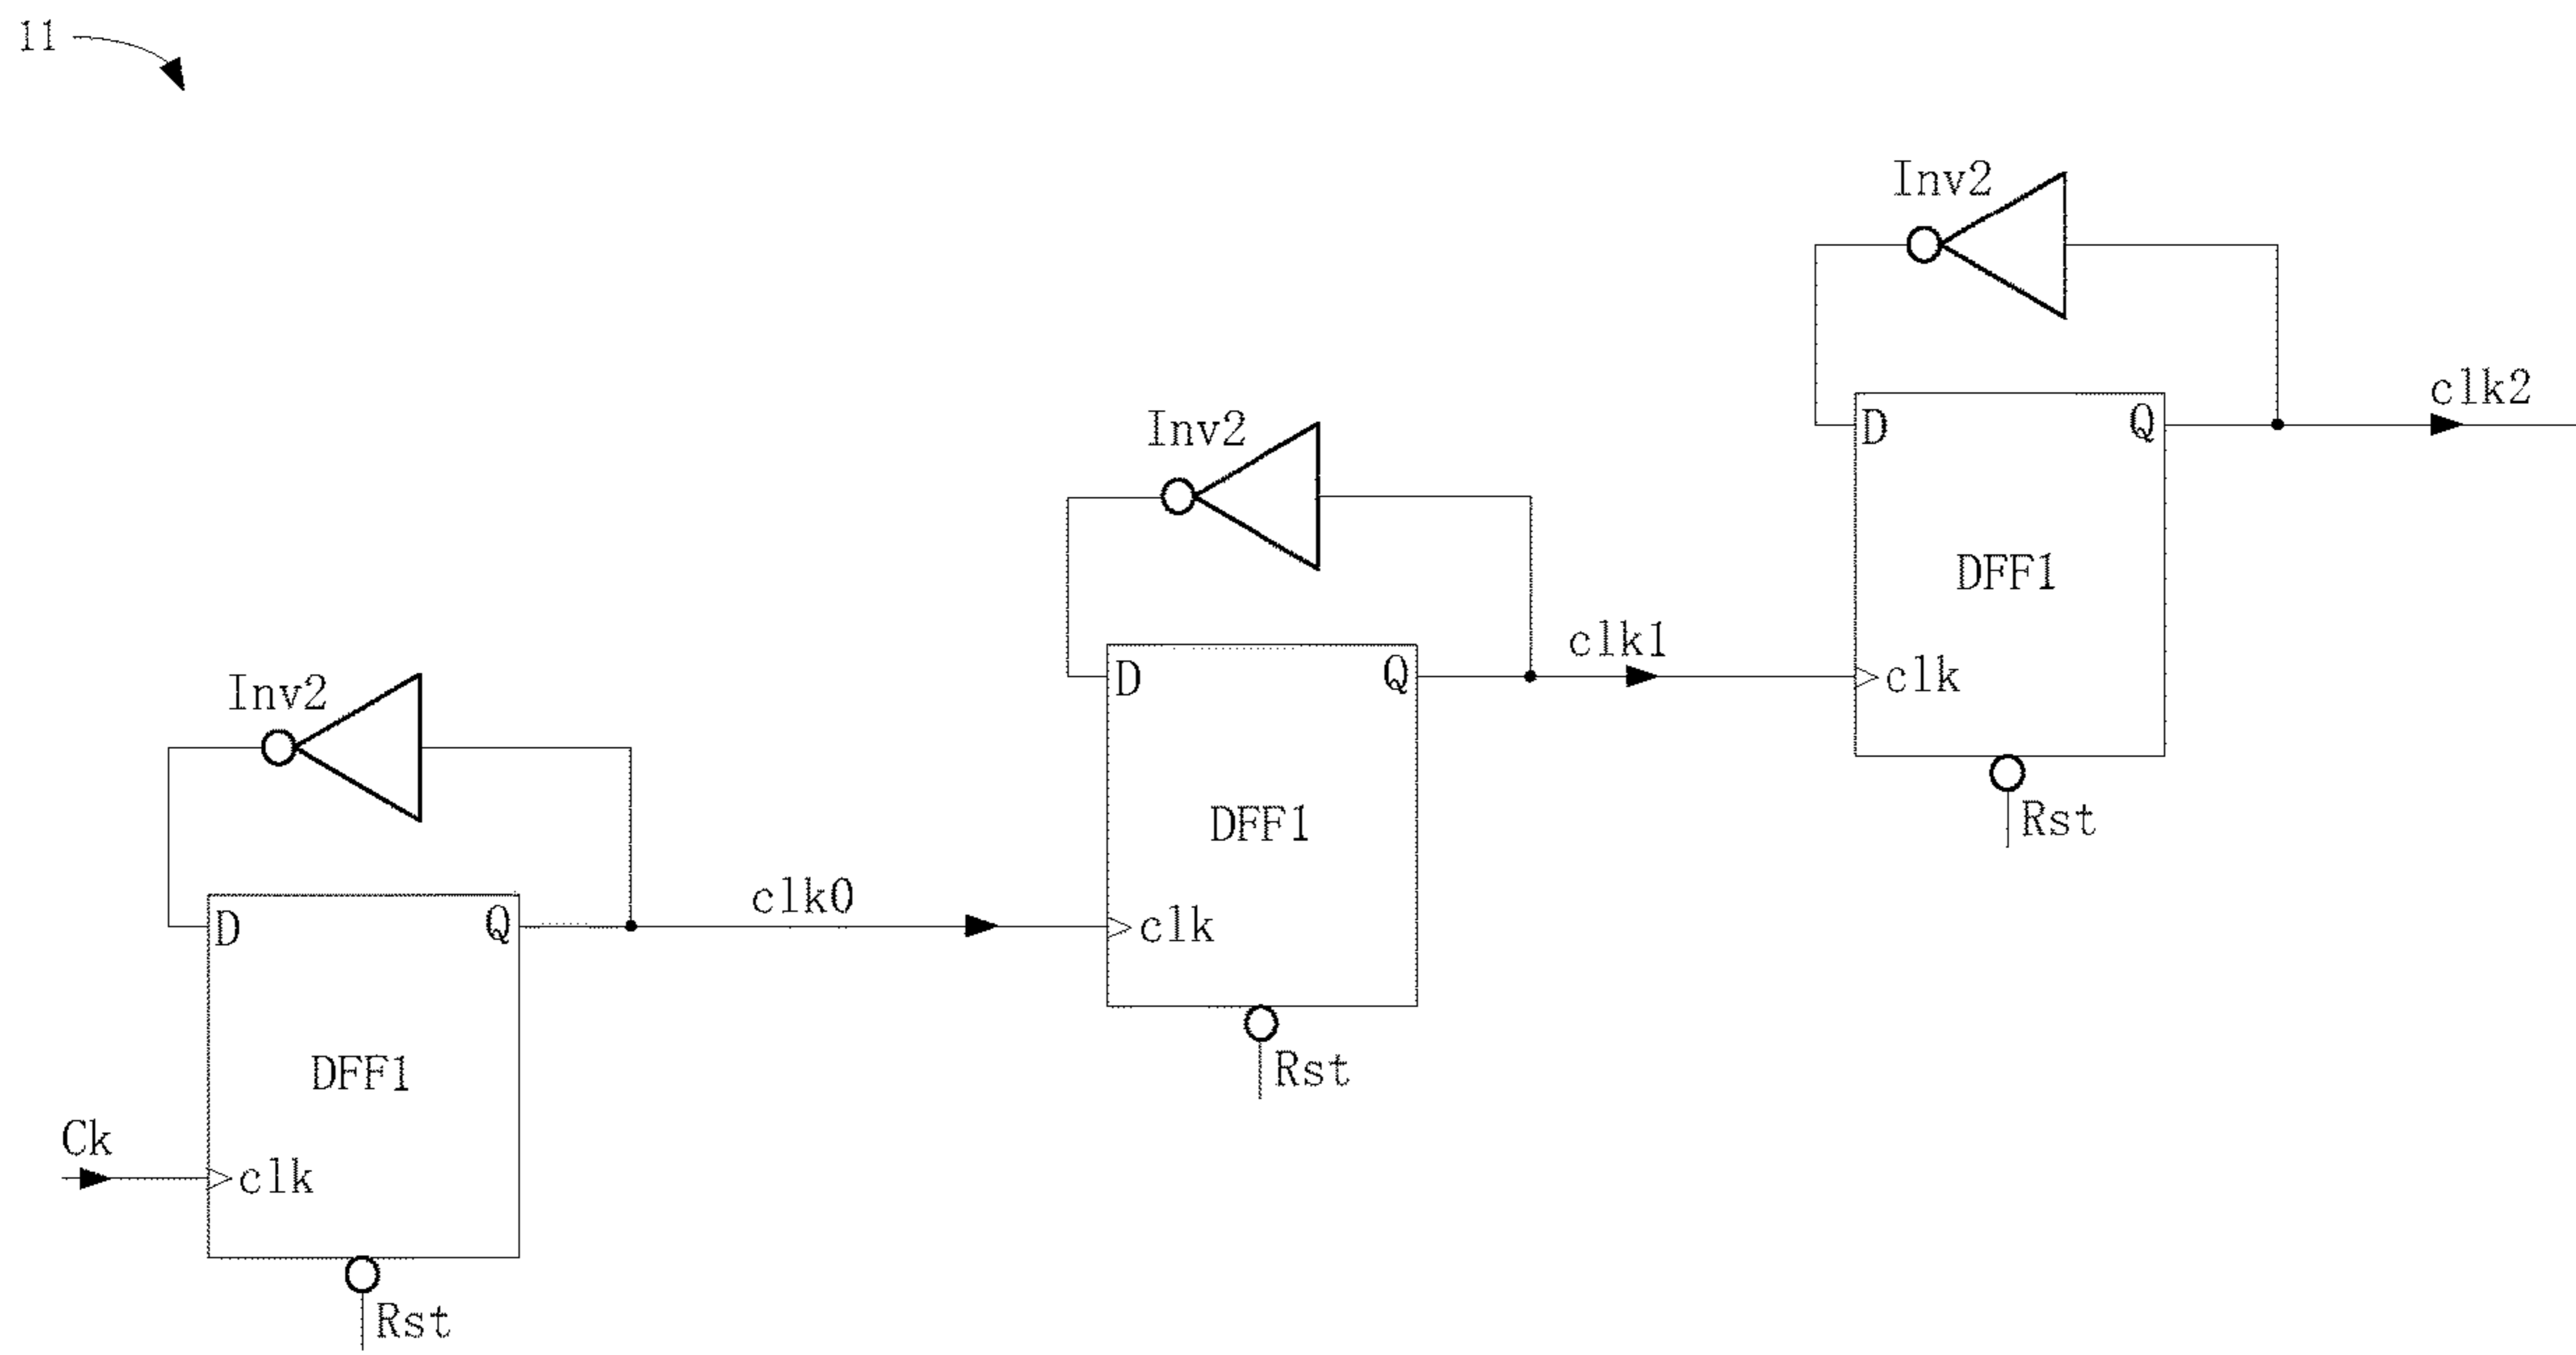 11
Inv2
clk2
D
Q
DFF1
clk
Rst
Inv2
clk1
D
Q
DFF1
clk
Rst
Inv2
clk0
D
Q
DFF1
Ck
clk
Rst